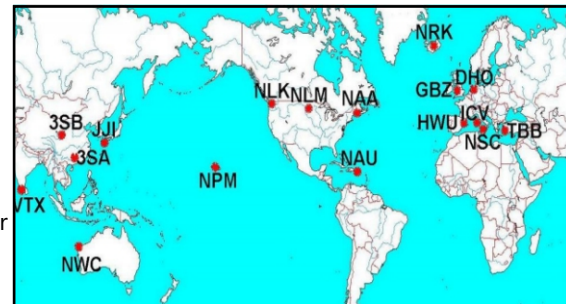 NRK
DHO
GBZ
NLK NLM NAA
ICV
3SB
HWU TBB
JJI
NSC
3SA
NAU
NPM
VTX
r
NWC